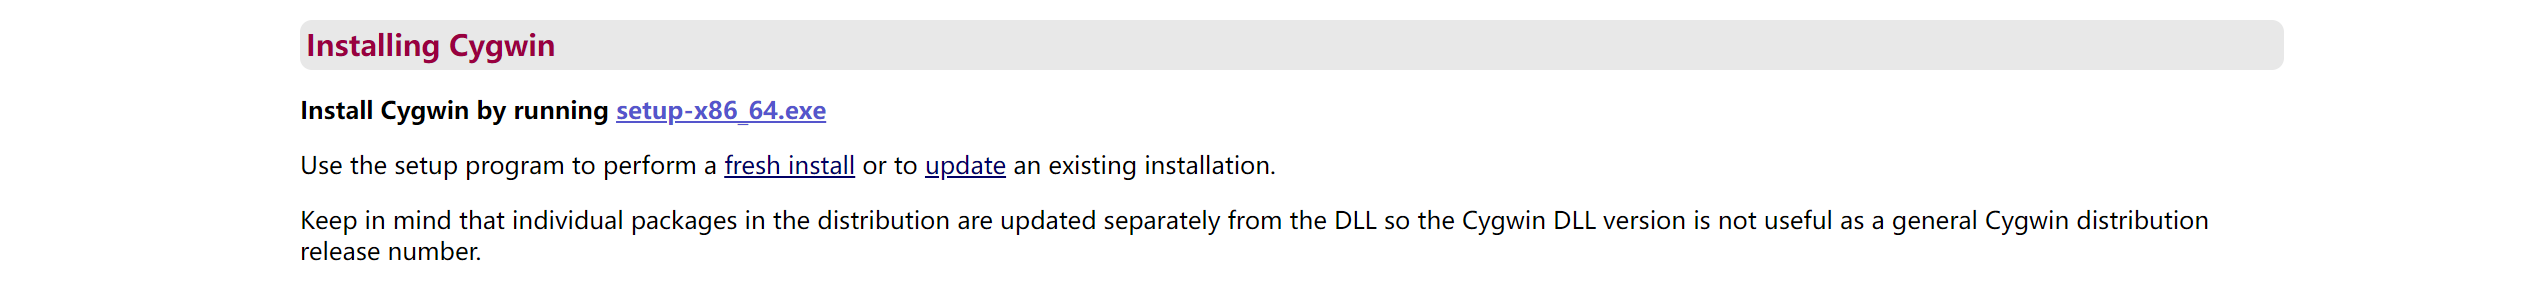 Installing Cygwin
Install Cygwin by running setup-x86_64.exe
Use the setup program to perform a fresh install or to update an existing installation.
Keep in mind that individual packages in the distribution are updated separately from the DLL so the Cygwin DLL version is not useful as a general Cygwin distribution
release number.